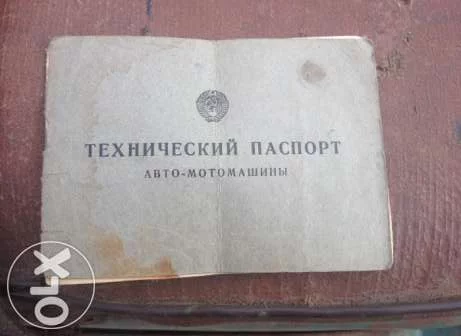 ТЕХНИЧЕСКИЙ ПАСПОРТ
АВТО-МОТОМАШИНЫ
OLX